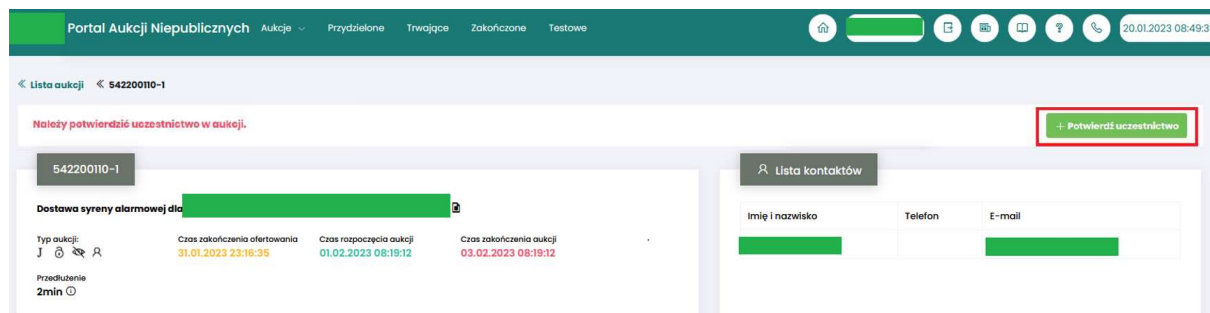 Portal Aukcji Niepublicznych Aukcje Przydzielone Trwające Zakończone Testowe 20.01.2023 08:49:3
Lista aukcji 542200110-1
Należy potwierdzić uczestnictwo w aukcji.
+ Potwierdź uczestnictwo
542200110-1
Lista kontaktów
Dostawa syreny alarmowej dla
Imię i nazwisko Telefon E-mail
Typ aukcji: Czas zakończenia ofertowania Czas rozpoczęcia aukcji Czas zakończenia aukcji
J 31.01.2023 23:16:35 01.02.2023 08:19:12 03.02.2023 08:19:12
Przedłużenie
2min